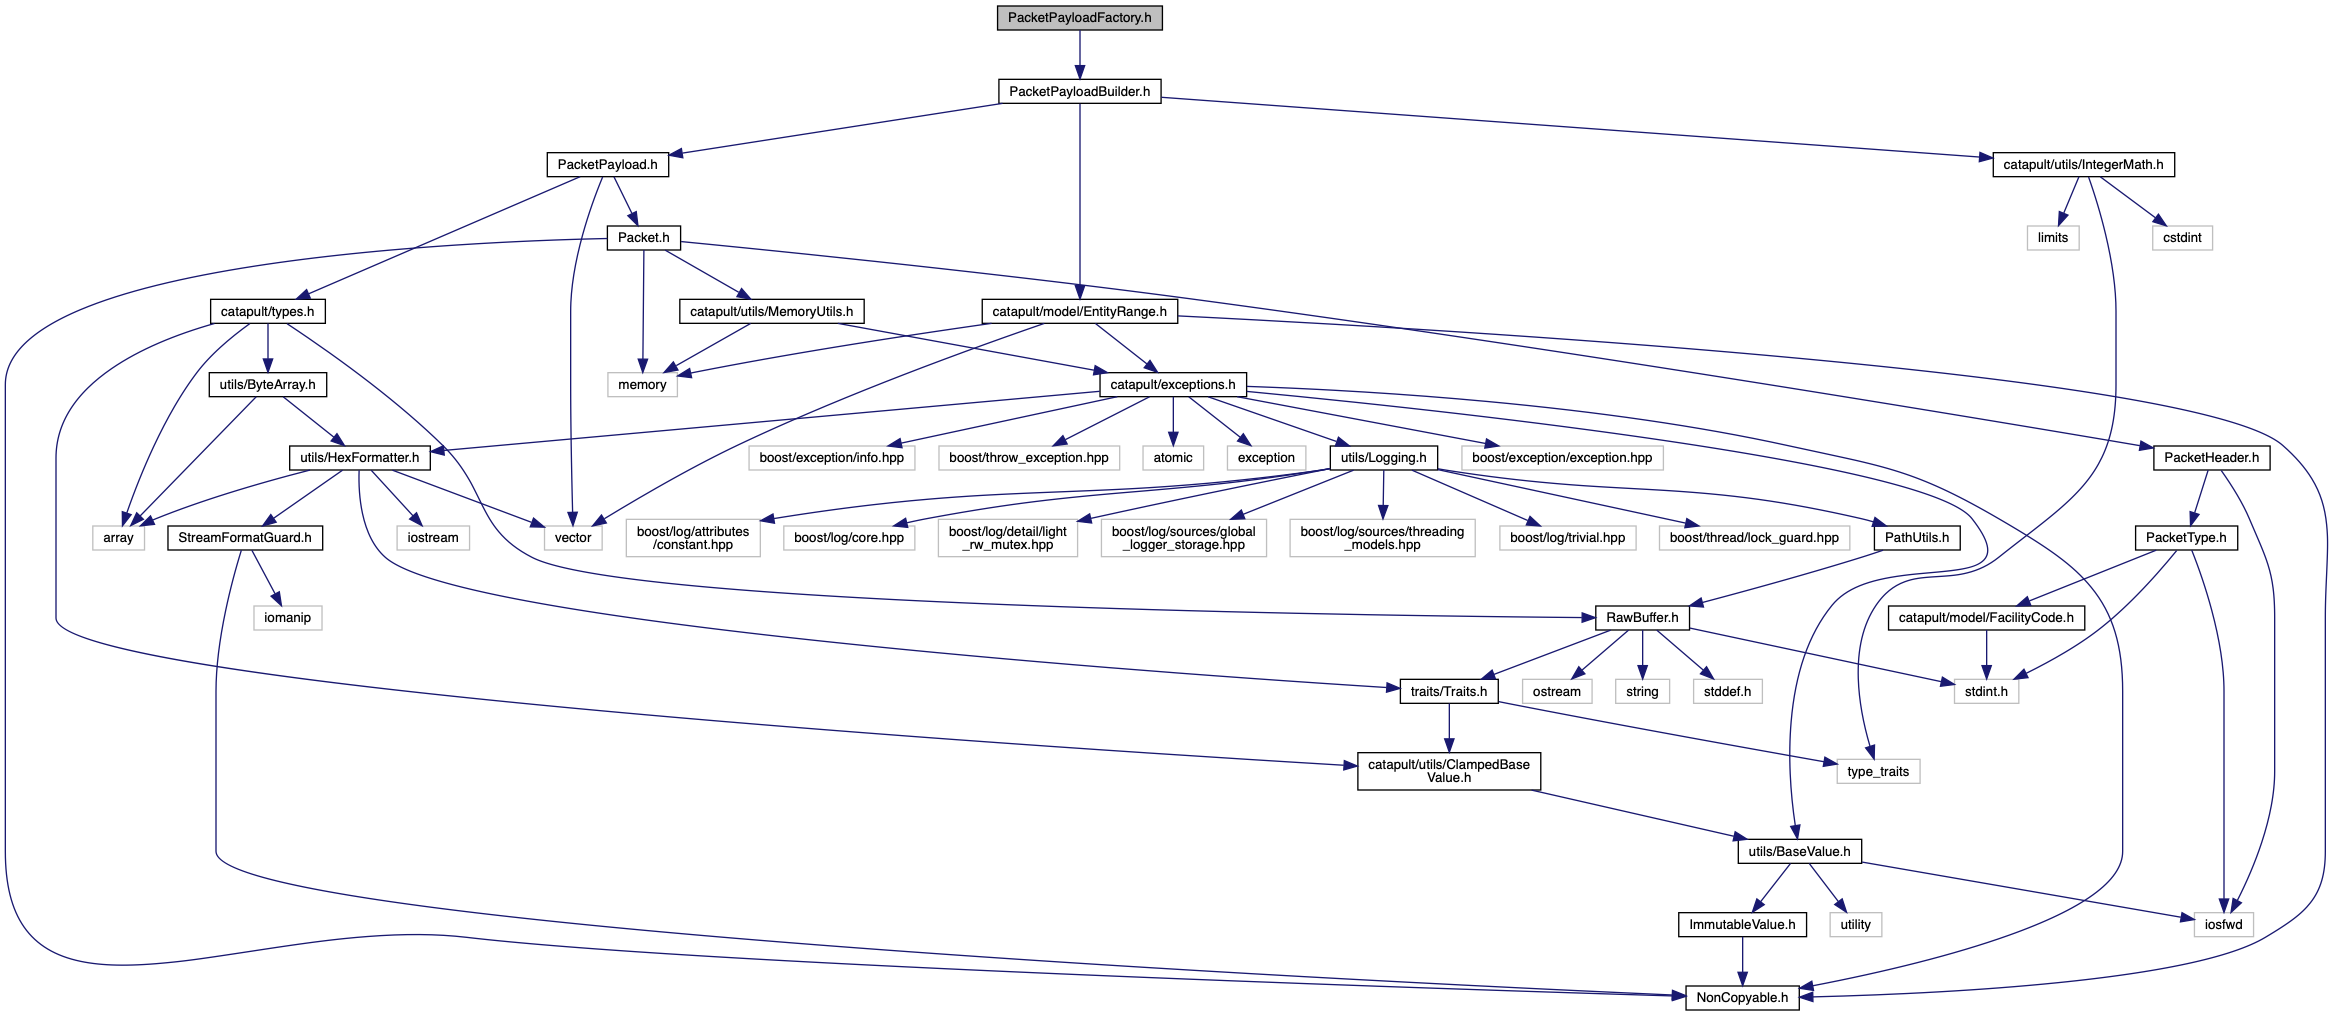 PacketPayloadFactory.h
PacketPayloadBuilder.h
PacketPayload.h
catapult/utils/IntegerMath.h
Packet.h
limits
cstdint
catapult/types.h
catapult/utils/MemoryUtils.h
catapult/model/EntityRange.h
utils/ByteArray.h
memory
catapult/exceptions.h
utils/HexFormatter.h
boost/exception/info.hpp
boost/throw_exception.hpp
atomic
exception
utils/Logging.h
boost/exception/exception.hpp
PacketHeader.h
array
StreamFormatGuard.h
iostream
vector
boost/log/attributes
/constant.hpp
boost/log/core.hpp
boost/log/detail/light
_rw_mutex.hpp
boost/log/sources/global
_logger_storage.hpp
boost/log/sources/threading
_models.hpp
boost/log/trivial.hpp
boost/thread/lock_guard.hpp
PathUtils.h
PacketType.h
iomanip
RawBuffer.h
catapult/model/FacilityCode.h
traits/Traits.h
ostream
string
stddef.h
stdint.h
catapult/utils/ClampedBase
Value.h
type_traits
utils/BaseValue.h
ImmutableValue.h
utility
iosfwd
NonCopyable.h